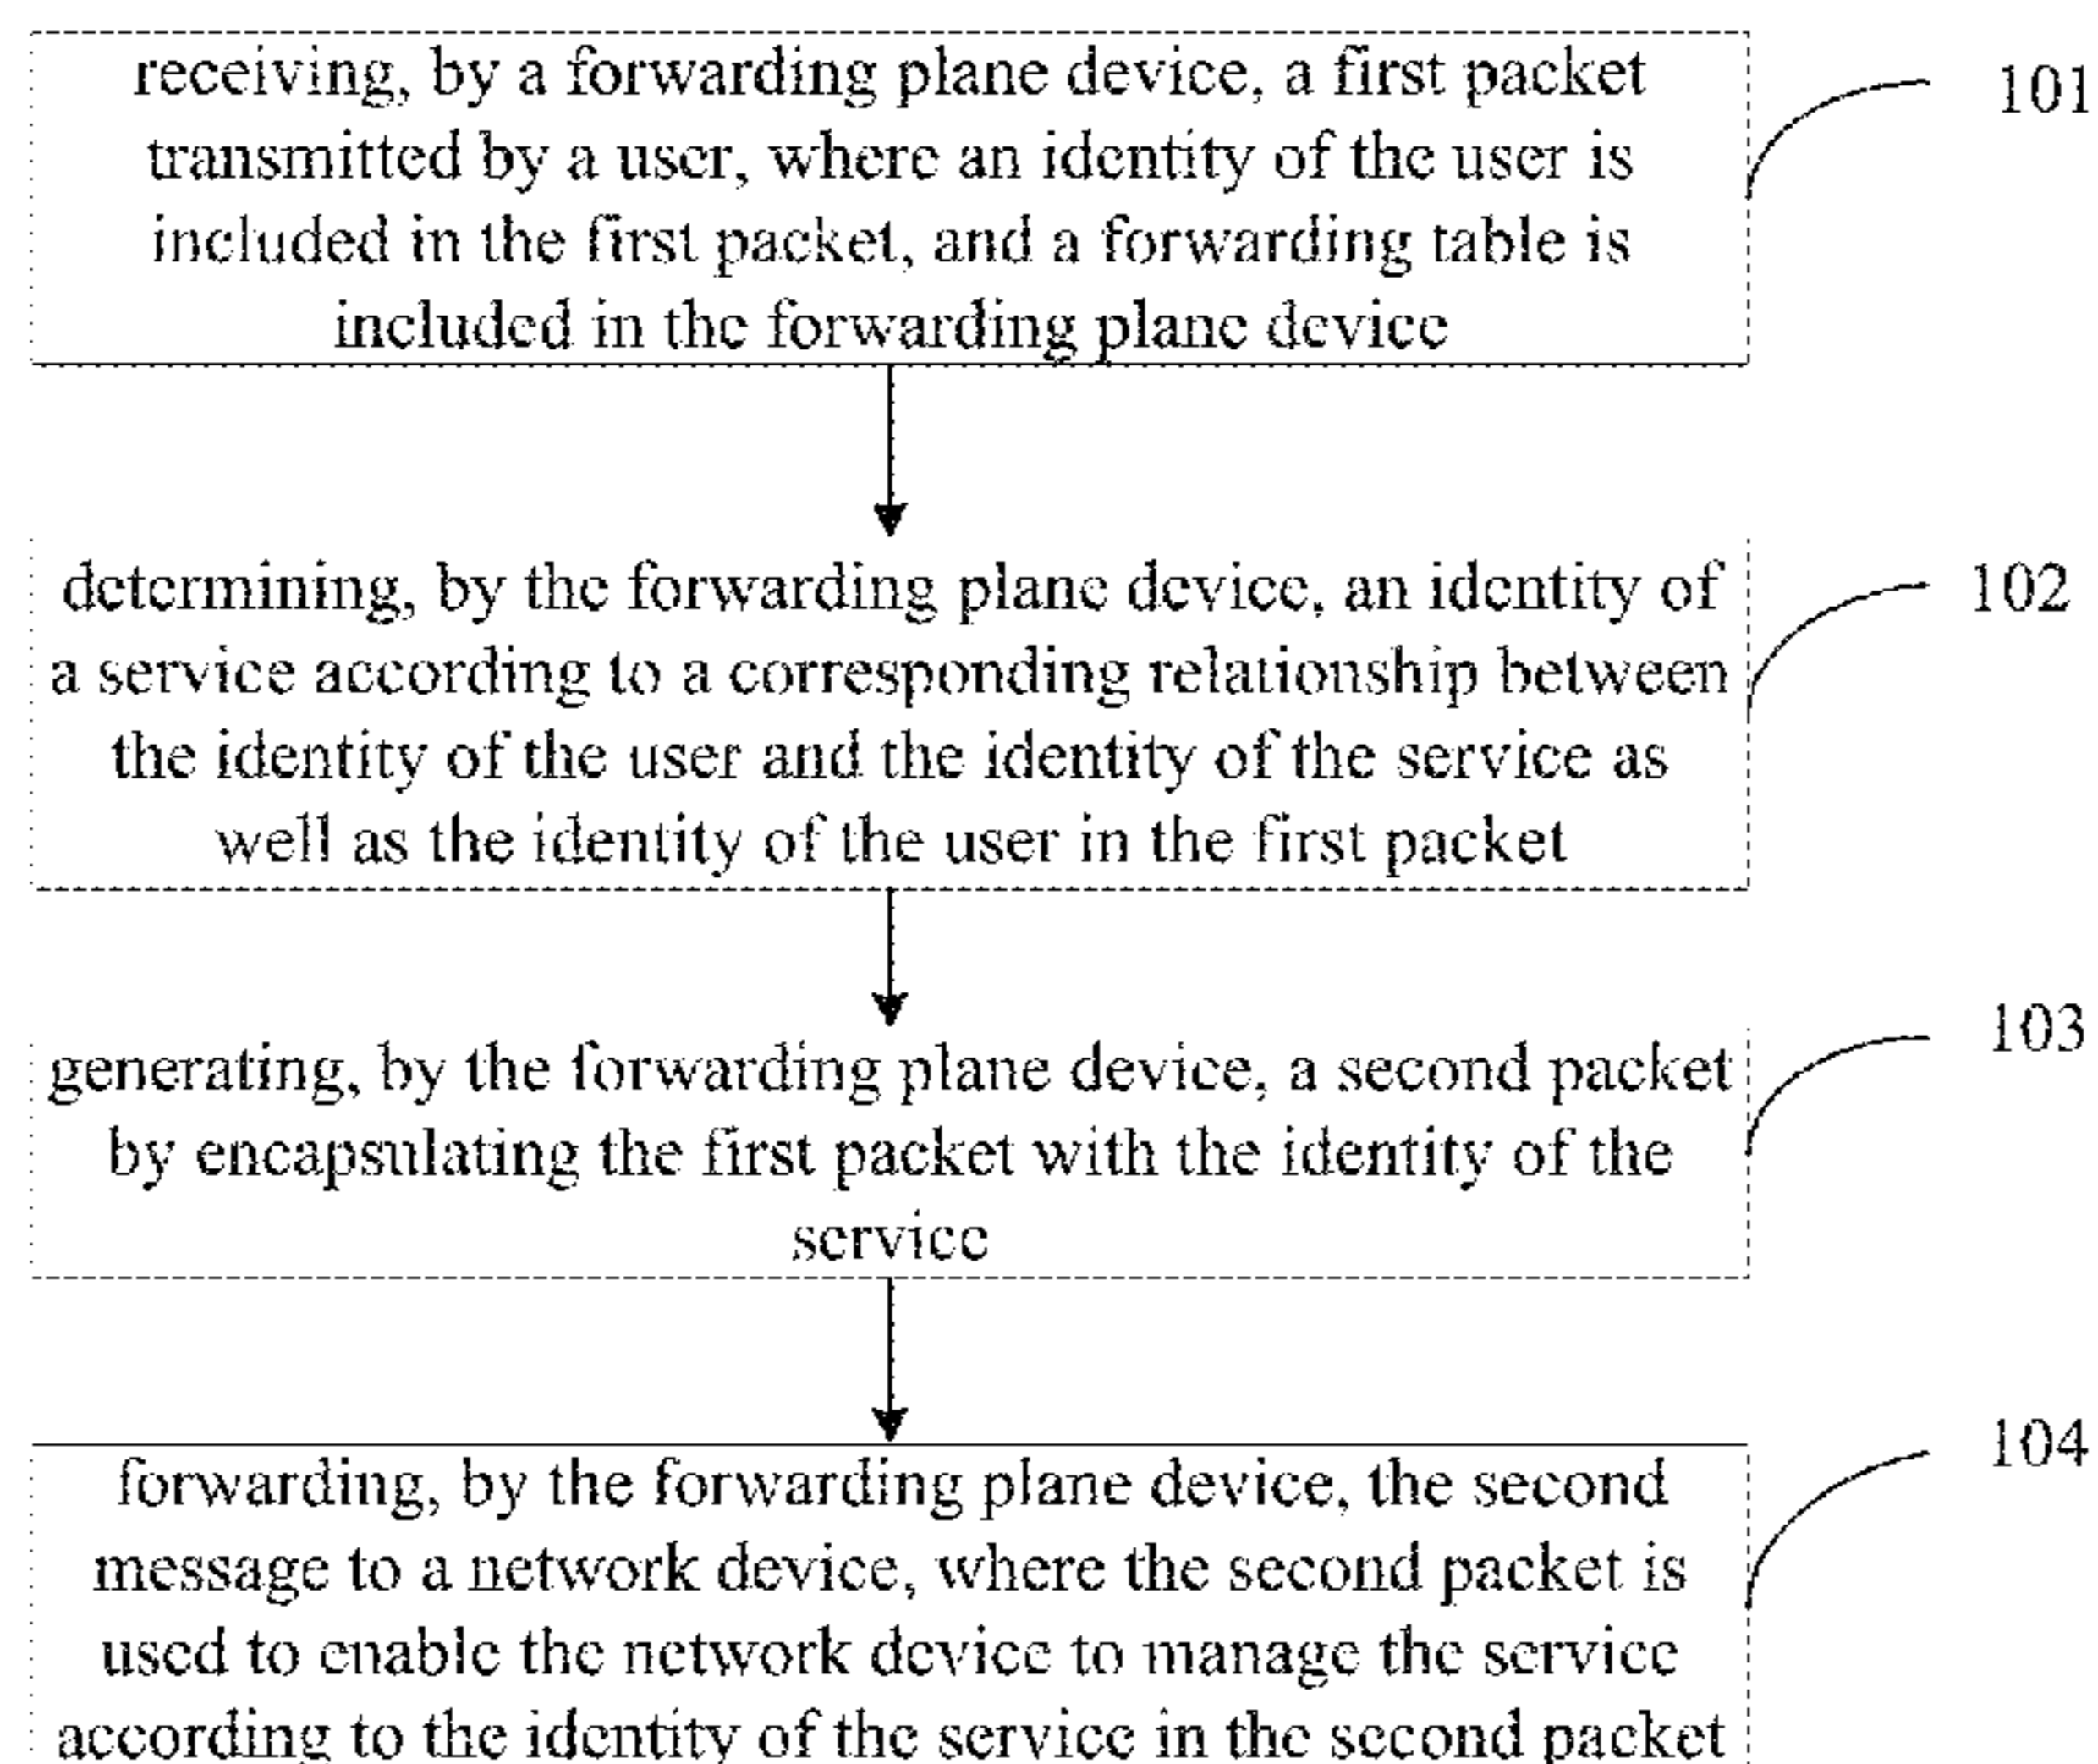 receiving, by a forwarding plane device, a first packet
101
transmitted by a user, where an identity of the user is
included in the first packet, and a forwarding table is
included in the forwarding plane device
determining, by the forwarding plane device, an identity of
102
a service according to a corresponding relationship between
the identity of the user and the identity of the service as
well as the identity of the user in the first packet
103
generating, by the forwarding plane device, a second packet
by encapsulating the first packet with the identity of the
service
104
forwarding, by the forwarding plane device, the second
message to a network device, where the second packet is
used to enable the network device to manage the service
according to the identity of the service in the second packet